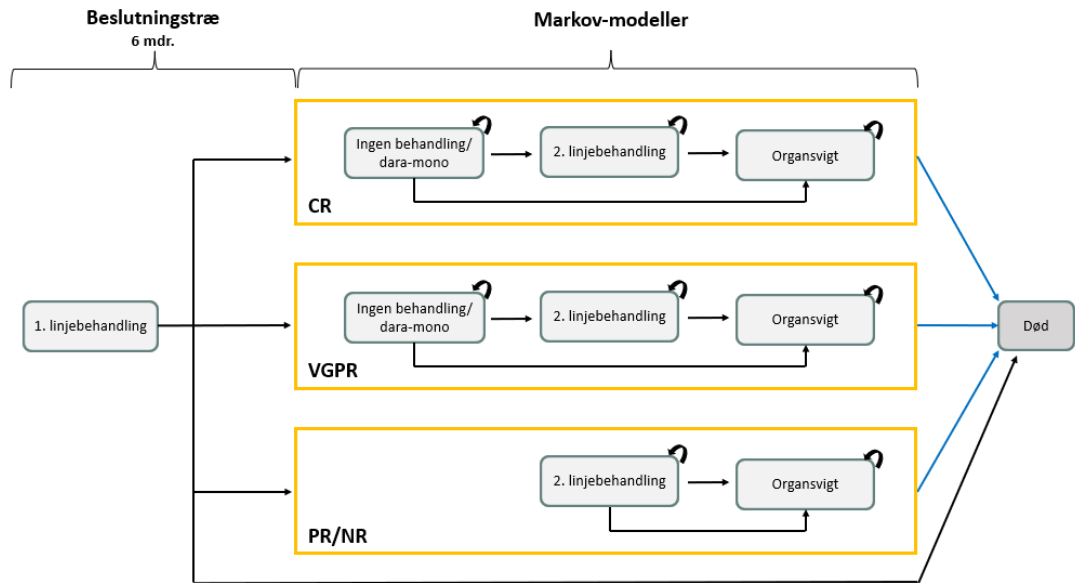 Beslutningstræ
6 mdr.
Markov-modeller
Ingen behandling/
dara-mono
2. linjebehandling
Organsvigt
CR
1. linjebehandling
Ingen behandling/
dara-mono
2. linjebehandling
Organsvigt
VGPR
Død
2. linjebehandling
Organsvigt
PR/NR